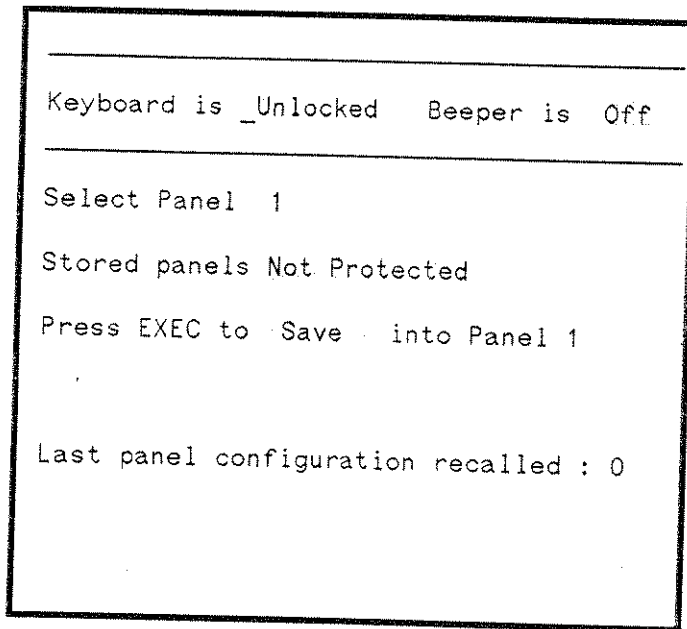 Keyboard is _Unlocked Beeper is Off
Select Panel 1
Stored panels Not Protected
Press EXEC to Save into Panel 1
Last panel configuration recalled : 0